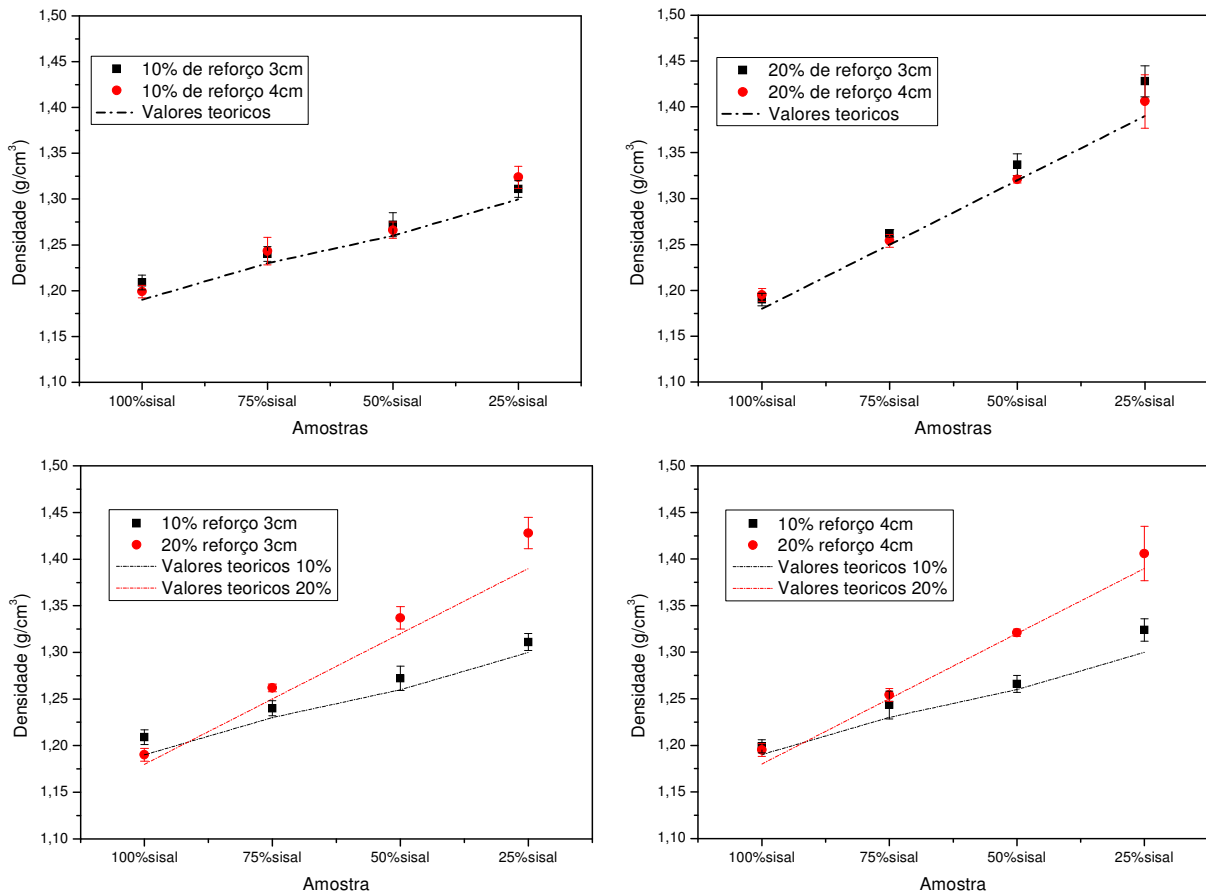 1,50
1,45
1,40
1,35
1,30
1,25
1,20
1,15
1,10
Densidade (g/cm³)
10% de reforço 3cm
10% de reforço 4cm
Valores teoricos
100%sisal 75%sisal 50%sisal 25%sisal
Amostras
1,50
1,45
1,40
1,35
1,30
1,25
1,20
1,15
1,10
Densidade (g/cm³)
20% de reforço 3cm
20% de reforço 4cm
Valores teoricos
100%sisal 75%sisal 50%sisal 25%sisal
Amostras
1,50
1,45
1,40
1,35
1,30
1,25
1,20
1,15
1,10
Densidade (g/cm³)
10% reforço 3cm
20% reforço 3cm
Valores teoricos 10%
Valores teoricos 20%
100%sisal 75%sisal 50%sisal 25%sisal
Amostra
1,50
1,45
1,40
1,35
1,30
1,25
1,20
1,15
1,10
Densidade (g/cm³)
10% reforço 4cm
20% reforço 4cm
Valores teoricos 10%
Valores teoricos 20%
100%sisal 75%sisal 50%sisal 25%sisal
Amostra